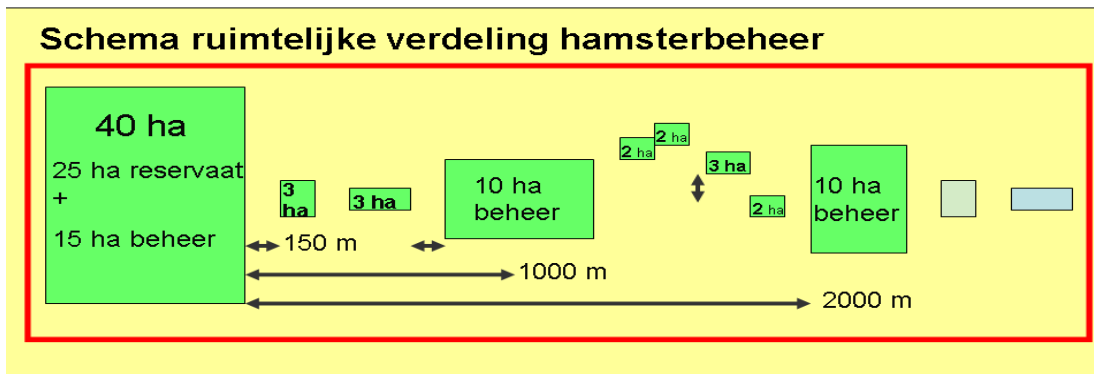 Schema ruimtelijke verdeling hamsterbeheer
40 ha
25 ha reservaat
+
15 ha beheer
3
ha
3 ha
10 ha
beheer
2 ha
2 ha
3 ha
2 ha
10 ha
beheer
150 m
1000 m
2000 m